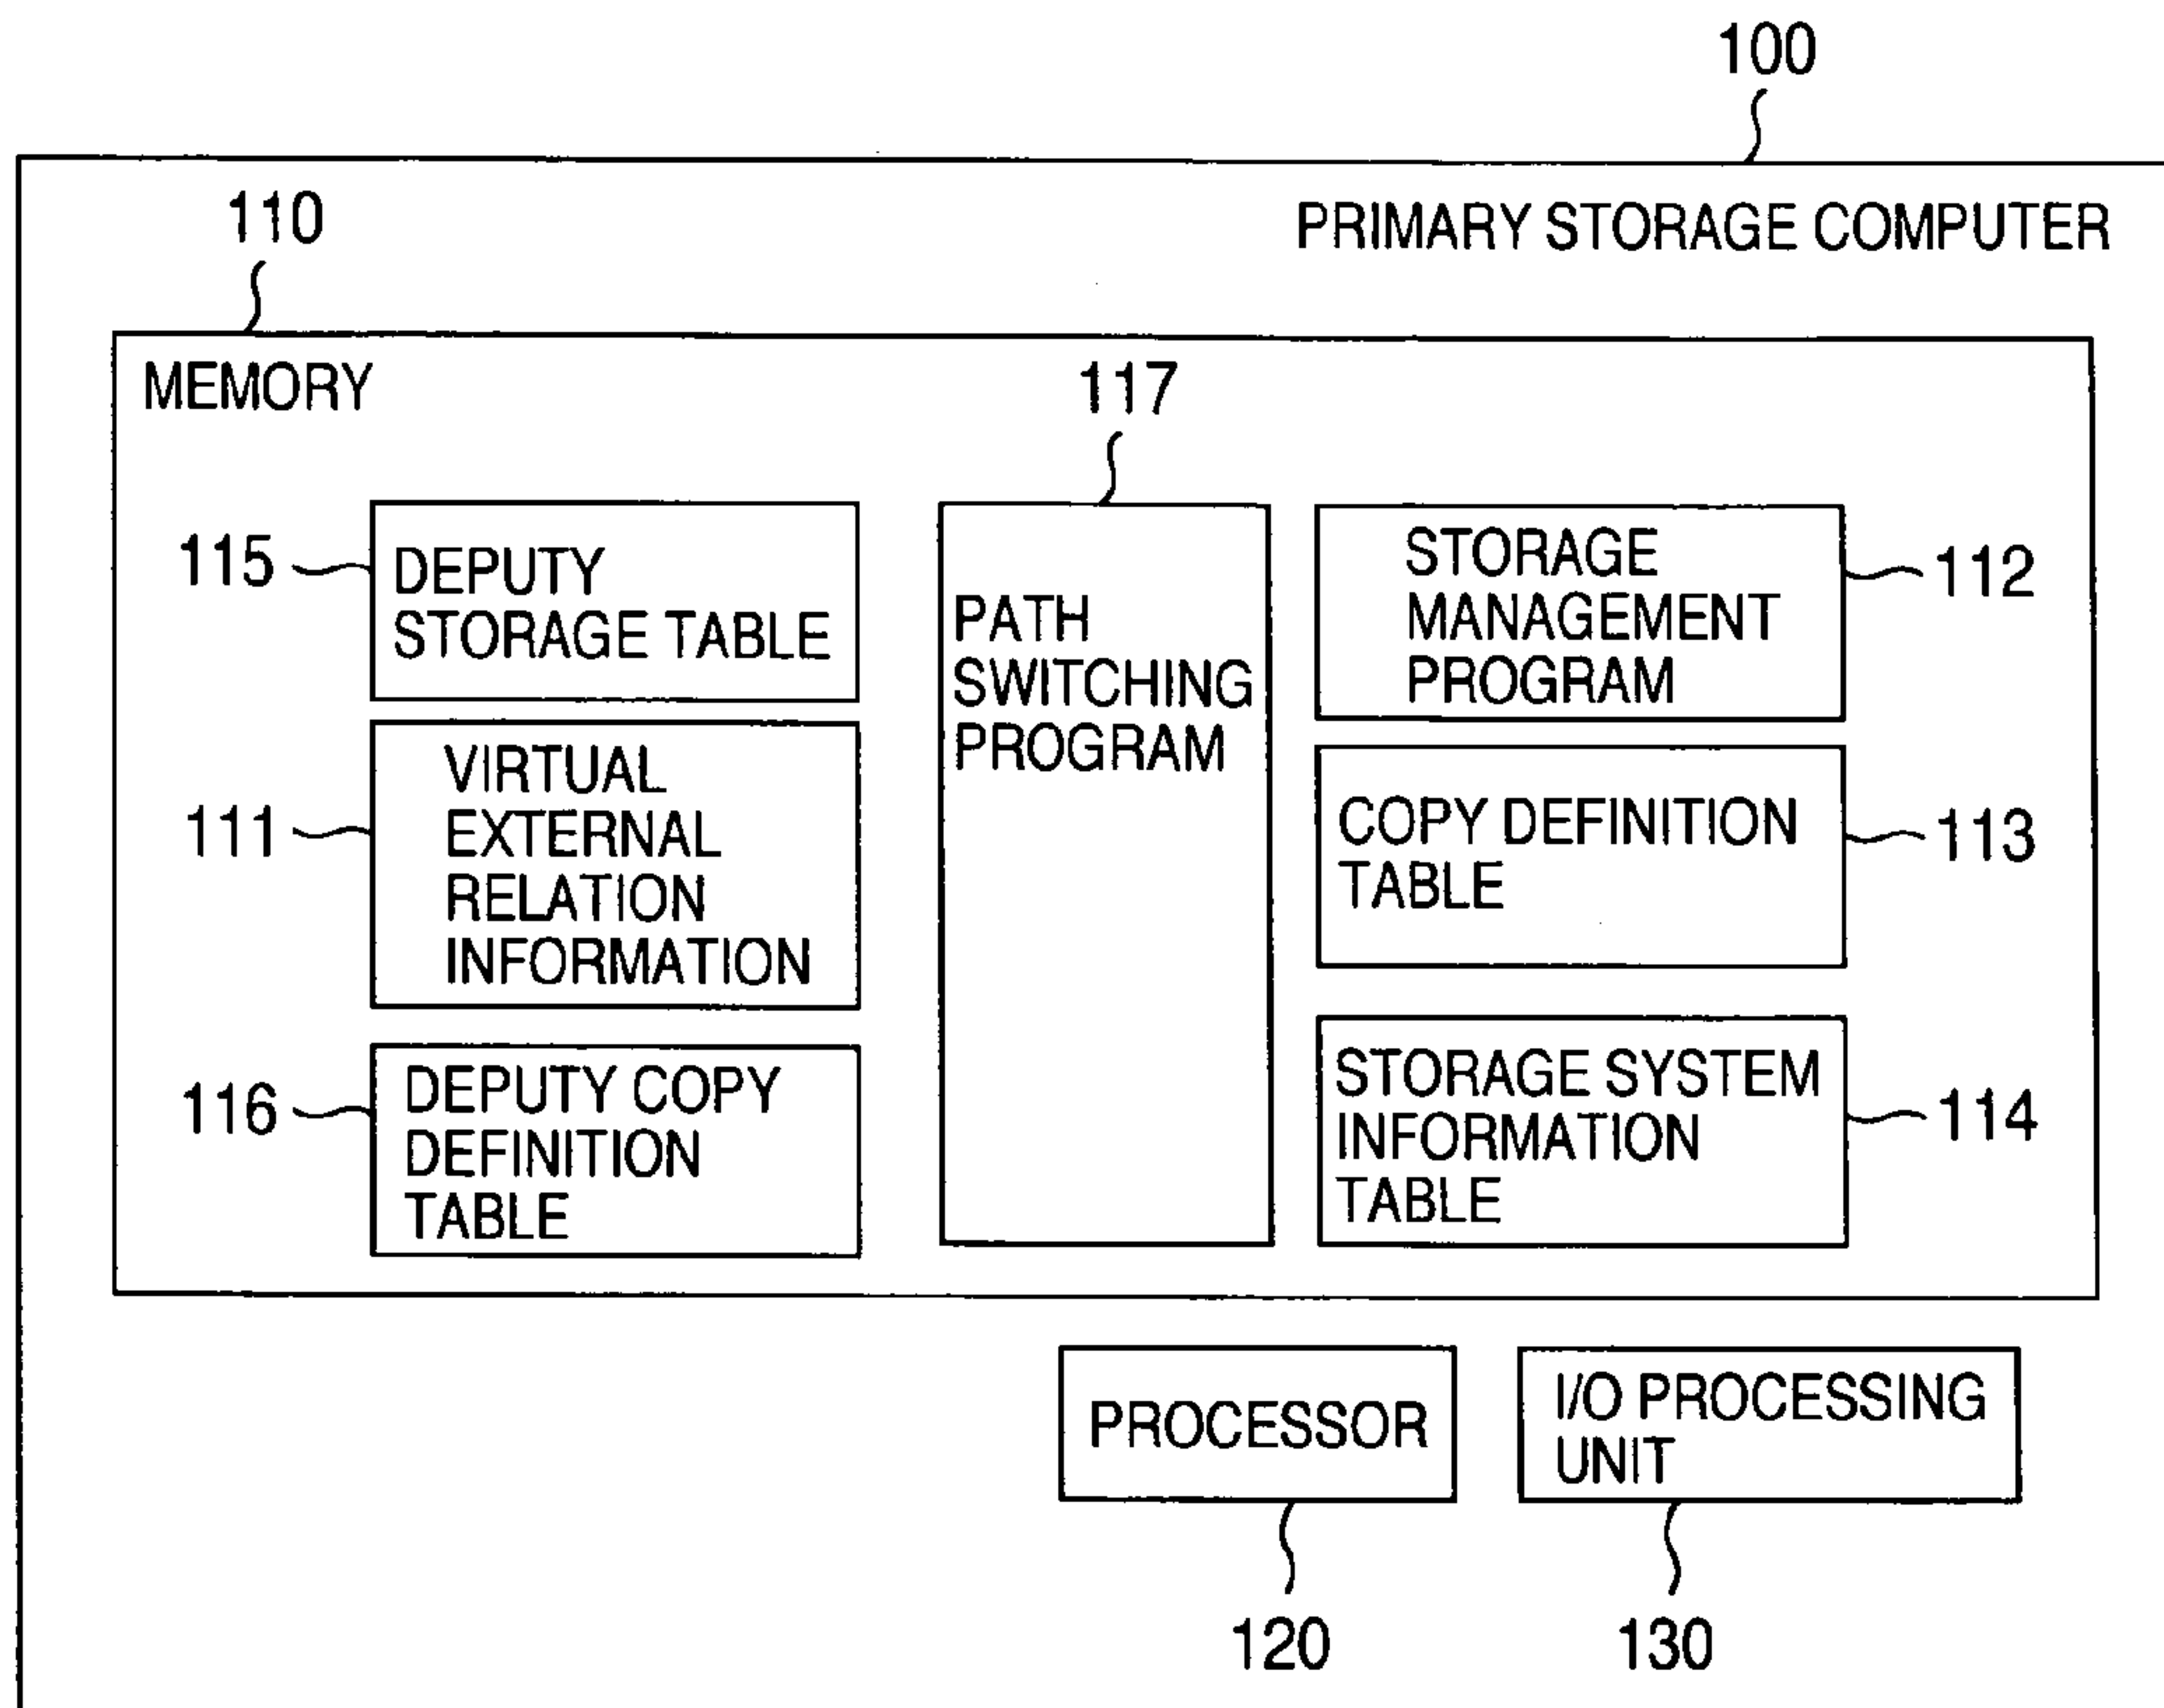 100
110
PRIMARY STORAGE COMPUTER
MEMORY
117
115
DEPUTY
STORAGE TABLE
PATH
SWITCHING
PROGRAM
STORAGE
MANAGEMENT
PROGRAM
112
111
VIRTUAL
EXTERNAL
RELATION
INFORMATION
COPY DEFINITION
TABLE
113
116
DEPUTY COPY
DEFINITION
TABLE
STORAGE SYSTEM
INFORMATION
TABLE
114
PROCESSOR
I/O PROCESSING
UNIT
120
130